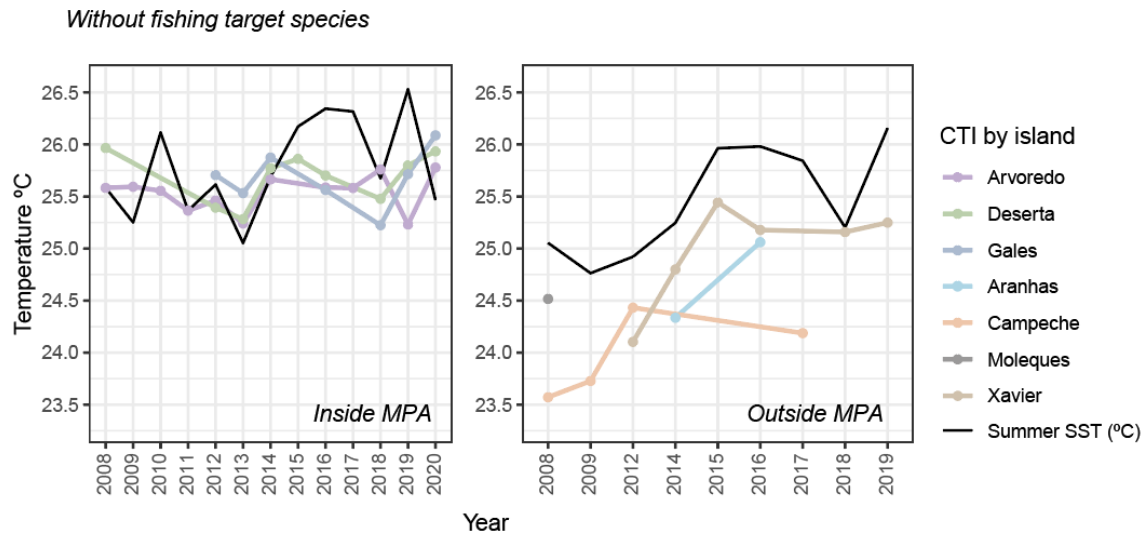 Without fishing target species
Temperature ºC
26.5
26.0
25.5
25.0
24.5
24.0
23.5
Inside MPA
2008
2009
2010
2011
2012
2013
2014
2015
2016
2017
2018
2019
2020
26.5
26.0
25.5
25.0
24.5
24.0
23.5
Outside MPA
2008
2009
2012
2014
2015
2016
2017
2018
2019
Year
CTI by island
Arvoredo
Deserta
Gales
Aranhas
Campeche
Moleques
Xavier
Summer SST (ºC)